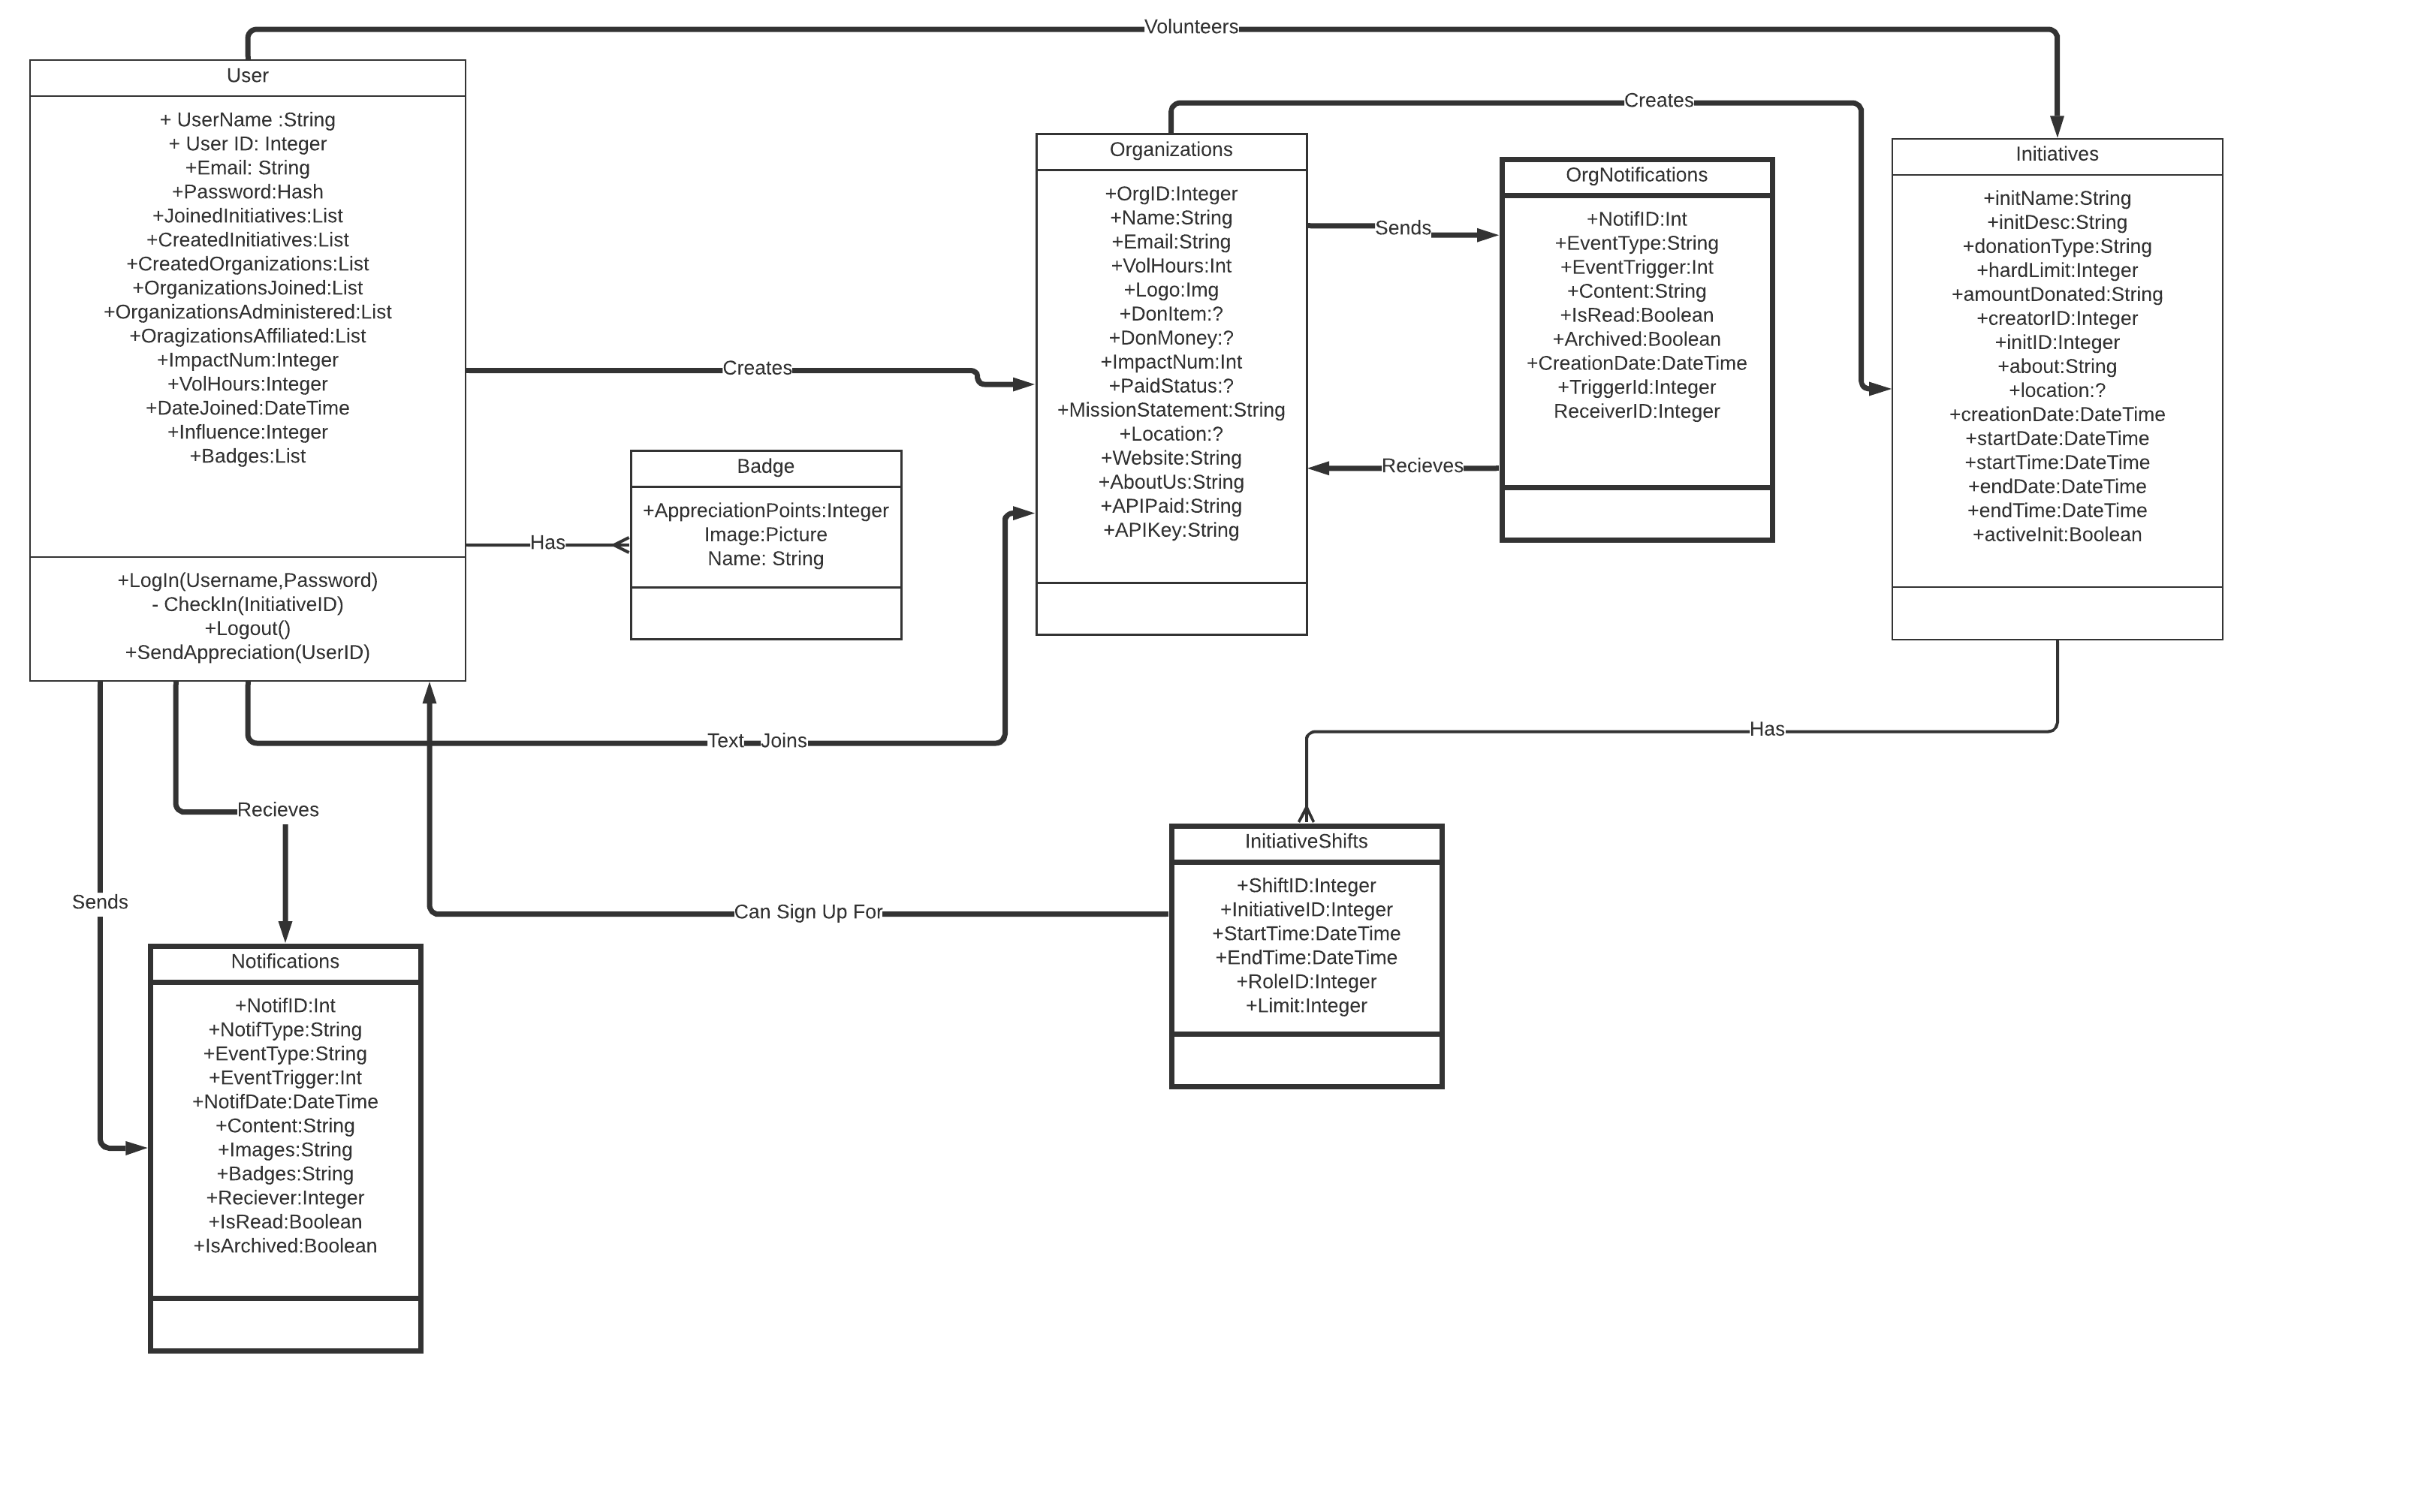 Volunteers
User
+ UserName :String
+ User ID: Integer
+Email: String
+Password:Hash
+JoinedInitiatives:List
+CreatedInitiatives:List
+CreatedOrganizations:List
+OrganizationsJoined:List
+OrganizationsAdministered:List
+OragizationsAffiliated:List
+ImpactNum:Integer
+VolHours:Integer
+DateJoined:DateTime
+Influence:Integer
+Badges:List
+LogIn(Username,Password)
- CheckIn(InitiativeID)
+Logout()
+SendAppreciation(UserID)
Creates
Has
Badge
+AppreciationPoints:Integer
Image:Picture
Name: String
Organizations
+OrgID:Integer
+Name:String
+Email:String
+VolHours:Int
+Logo:Img
+DonItem:?
+DonMoney:?
+ImpactNum:Int
+PaidStatus:?
+MissionStatement:String
+Location:?
+Website:String
+AboutUs:String
+APIPaid:String
+APIKey:String
Creates
Sends
Recieves
OrgNotifications
+NotifID:Int
+EventType:String
+EventTrigger:Int
+Content:String
+IsRead:Boolean
+Archived:Boolean
+CreationDate:DateTime
+TriggerId:Integer
ReceiverID:Integer
Initiatives
+initName:String
+initDesc:String
+donationType:String
+hardLimit:Integer
+amountDonated:String
+creatorID:Integer
+initID:Integer
+about:String
+location:?
+creationDate:DateTime
+startDate:DateTime
+startTime:DateTime
+endDate:DateTime
+endTime:DateTime
+activeInit:Boolean
Text Joins
Has
Recieves
Sends
Can Sign Up For
InitiativeShifts
+ShiftID:Integer
+InitiativeID:Integer
+StartTime:DateTime
+EndTime:DateTime
+RoleID:Integer
+Limit:Integer
Notifications
+NotifID:Int
+NotifType:String
+EventType:String
+EventTrigger:Int
+NotifDate:DateTime
+Content:String
+Images:String
+Badges:String
+Reciever:Integer
+IsRead:Boolean
+IsArchived:Boolean